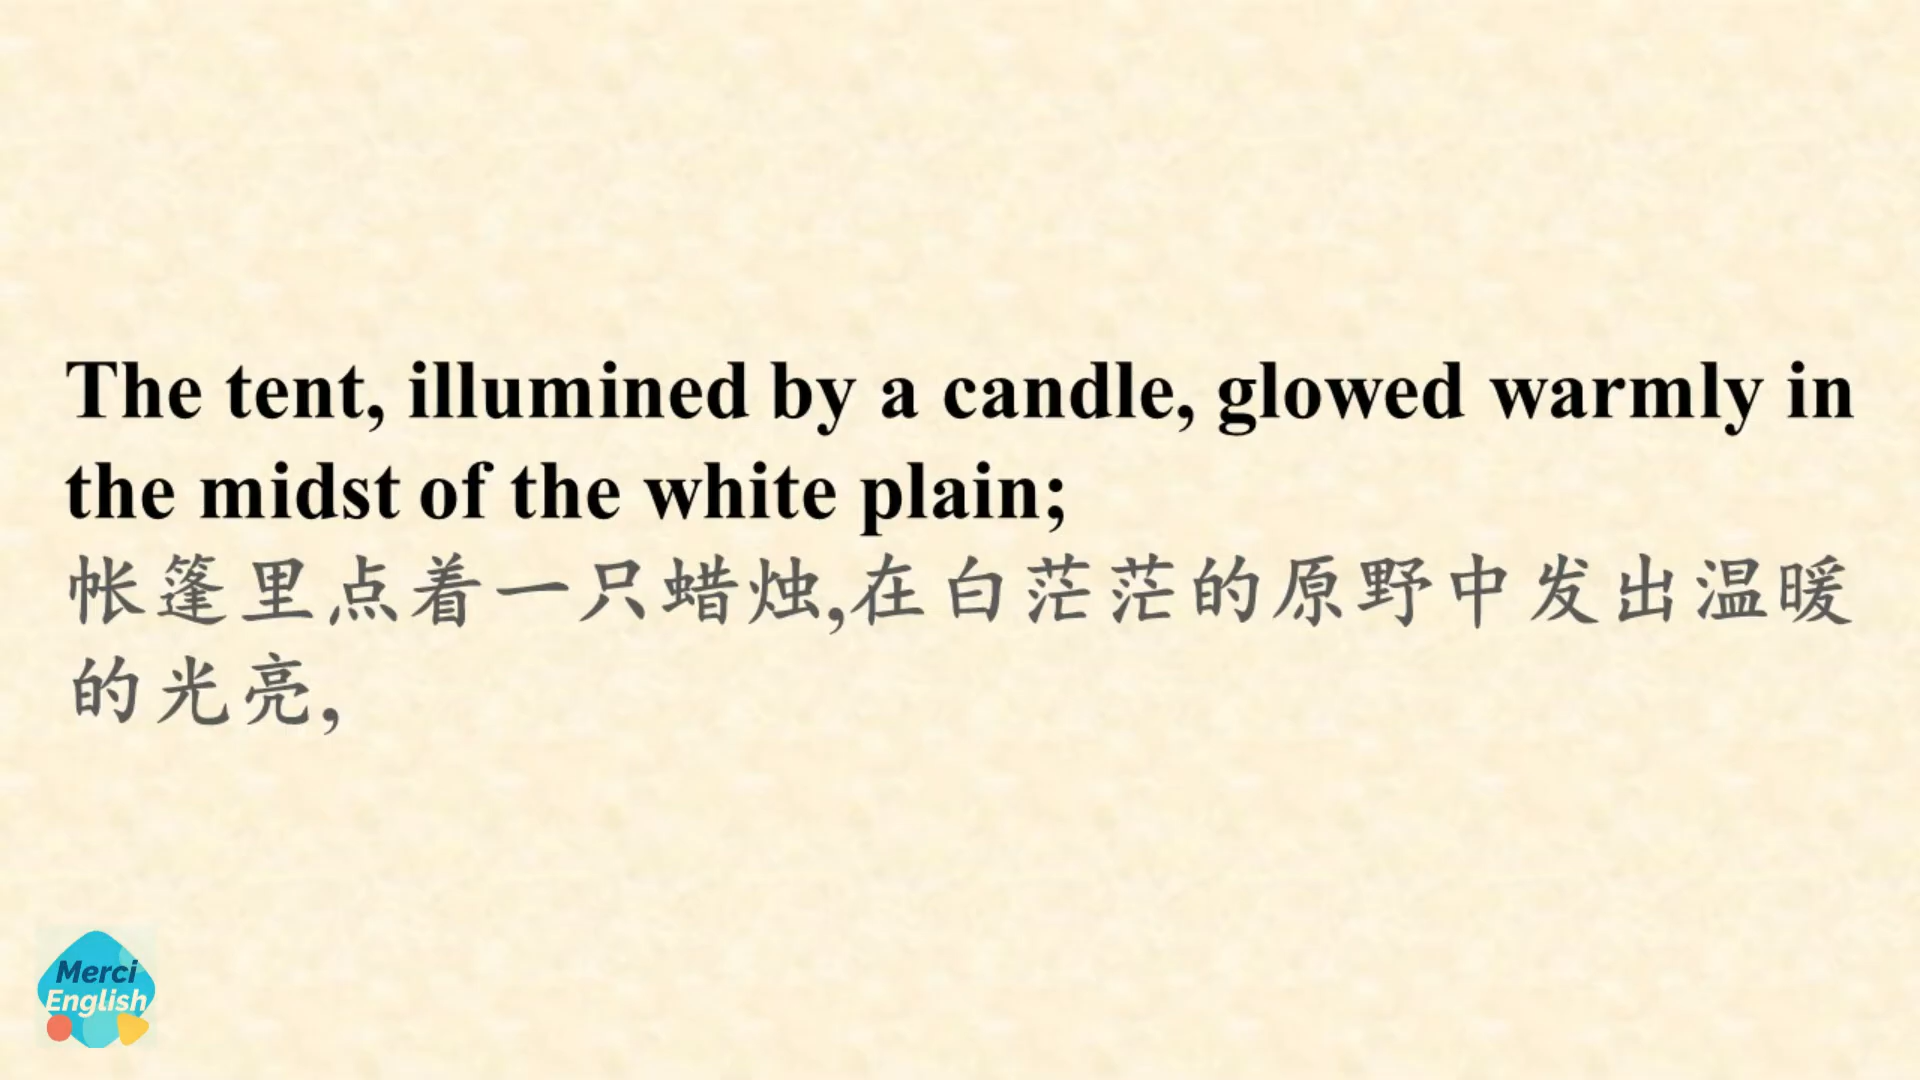 The tent, illumined by a candle, glowed warmly in
the midst of the white plain;
帐篷里点着一只蜡烛,在白茫茫的原野中发出温暖
的光亮,
Merci
English